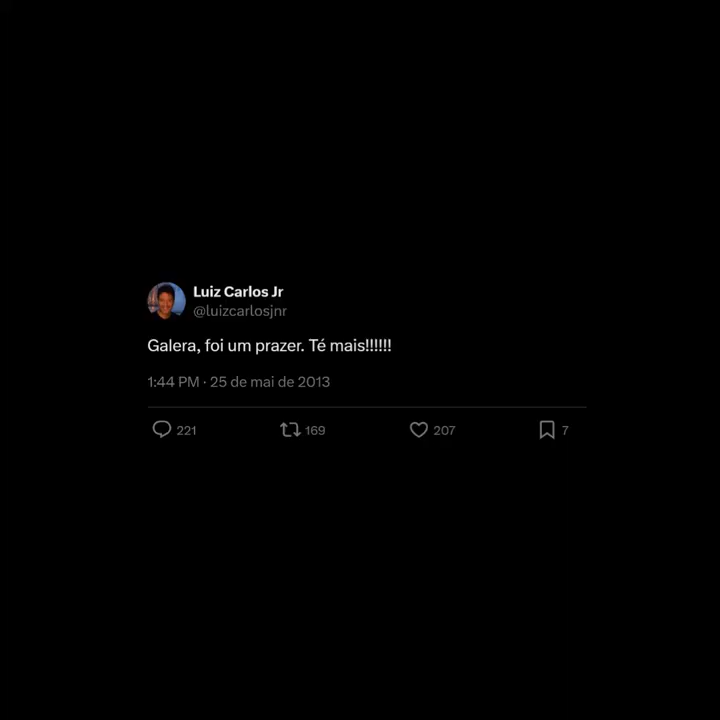 Luiz Carlos Jr
@luizcarlosjnr
Galera, foi um prazer. Té mais!!!!!!
1:44 PM · 25 de mai de 2013
221 169 207 7